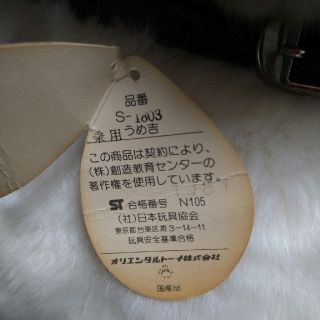 品番
S-1803
乗用うめ吉
この商品は契約により、
(株)創造教育センターの
著作権を使用しています。
ST 合格番号 N105
(社)日本玩具協会
東京都台東区寿3-14-11
玩具安全基準合格
オリエンタルトーイ株式会社
国産品